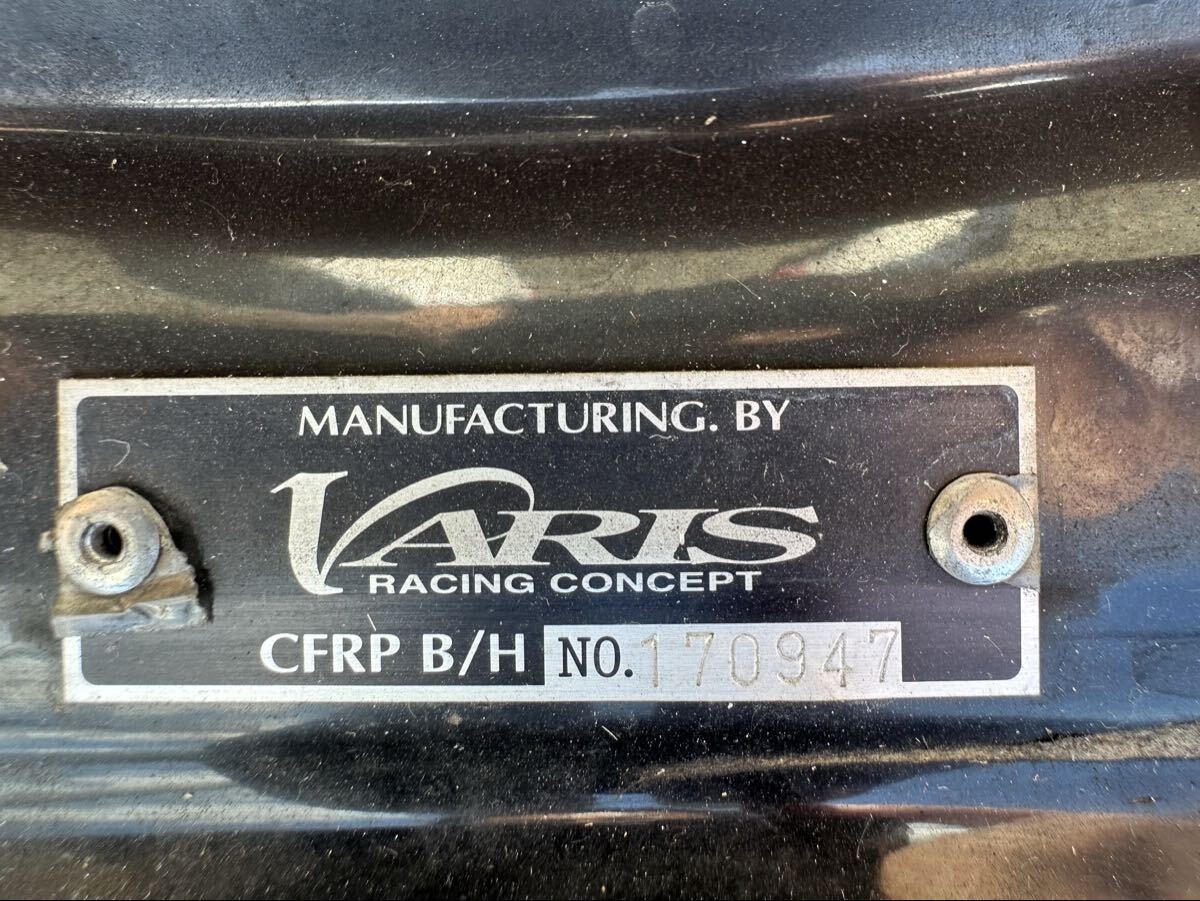 MANUFACTURING. BY
VARIS
RACING CONCEPT
CFRP B/H NO.170947